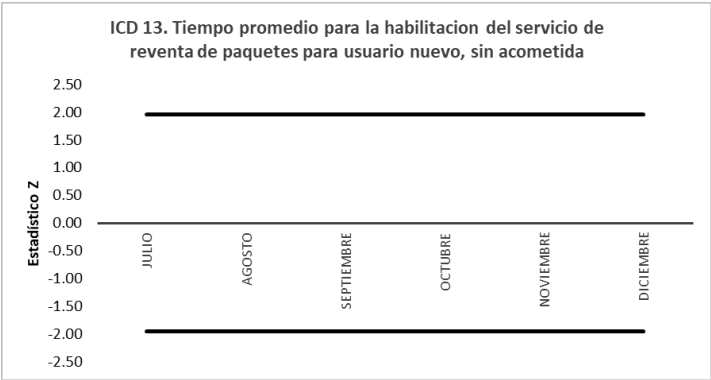 ICD 13. Tiempo promedio para la habilitacion del servicio de
reventa de paquetes para usuario nuevo, sin acometida
Estadístico Z
2.50
2.00
1.50
1.00
0.50
0.00
-0.50
-1.00
-1.50
-2.00
-2.50
JULIO
AGOSTO
SEPTIEMBRE
OCTUBRE
NOVIEMBRE
DICIEMBRE